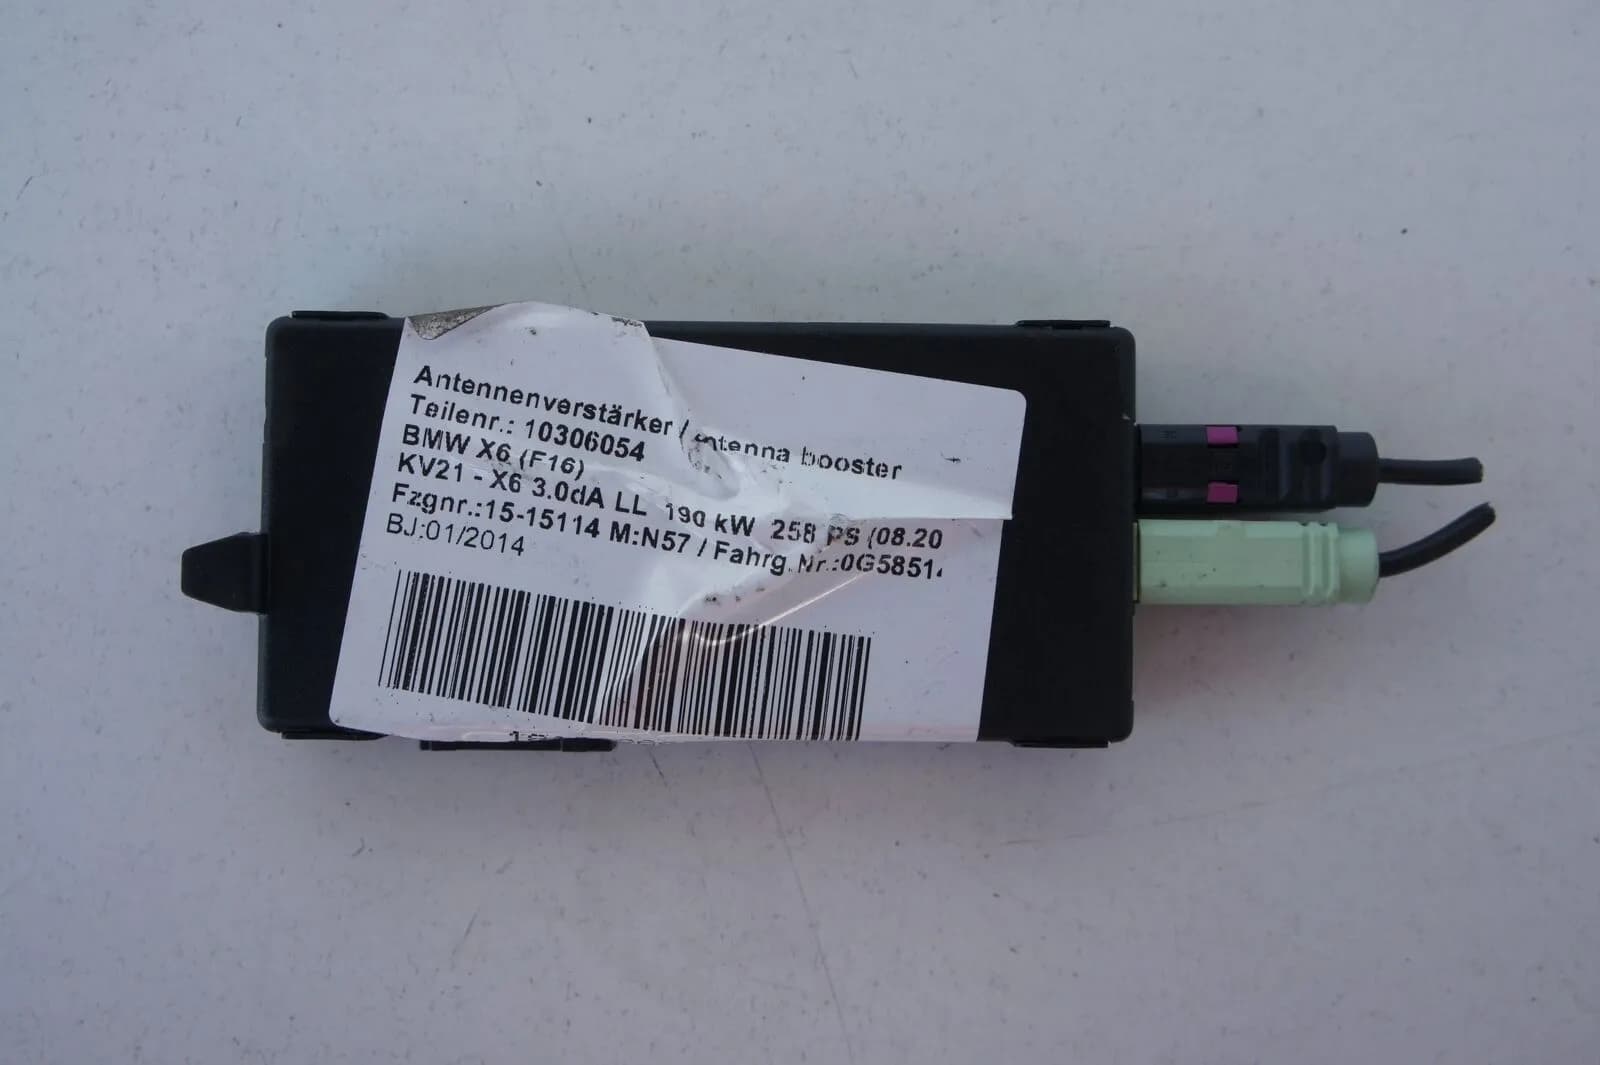 Antennenverstärker / antenna booster
Teilenr.: 10306054
BMW X6 (F16)
KV21 - X6 3.0dA LL 190 kW 258 PS (08.20
Fzgnr.:15-15114 M:N57 / Fahrg.Nr.:0G5851
BJ:01/2014